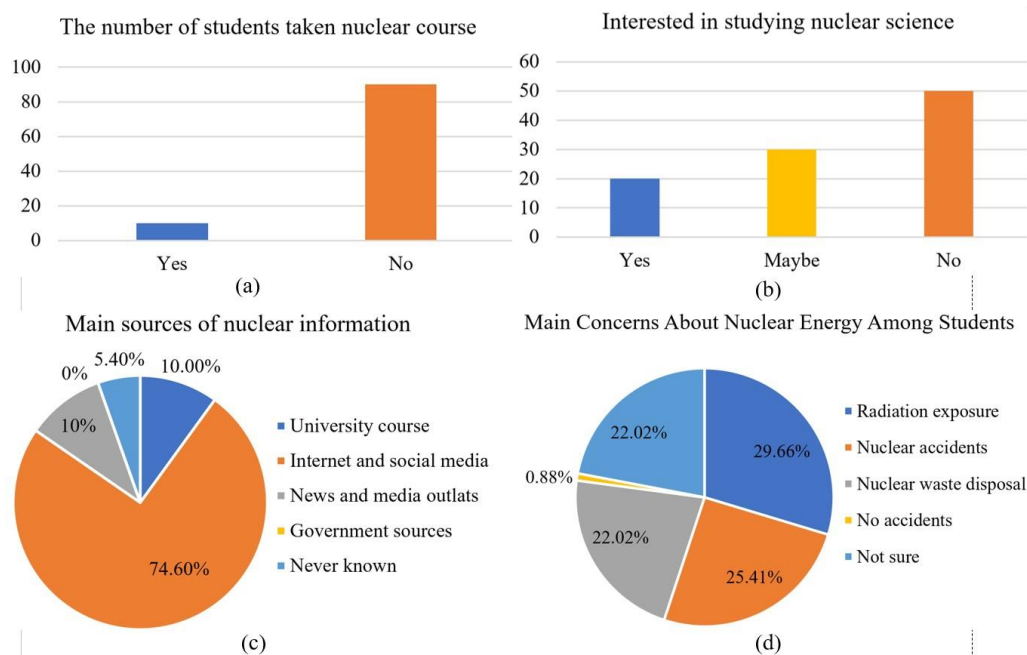 The number of students taken nuclear course
100
80
60
40
20
0
Yes
No
(a)
Interested in studying nuclear science
60
50
40
30
20
10
0
Yes
Maybe
No
(b)
Main sources of nuclear information
5.40%
10.00%
0%
10%
74.60%
University course
Internet and social media
News and media outlats
Government sources
Never known
(c)
Main Concerns About Nuclear Energy Among Students
22.02%
29.66%
0.88%
22.02%
25.41%
Radiation exposure
Nuclear accidents
Nuclear waste disposal
No accidents
Not sure
(d)